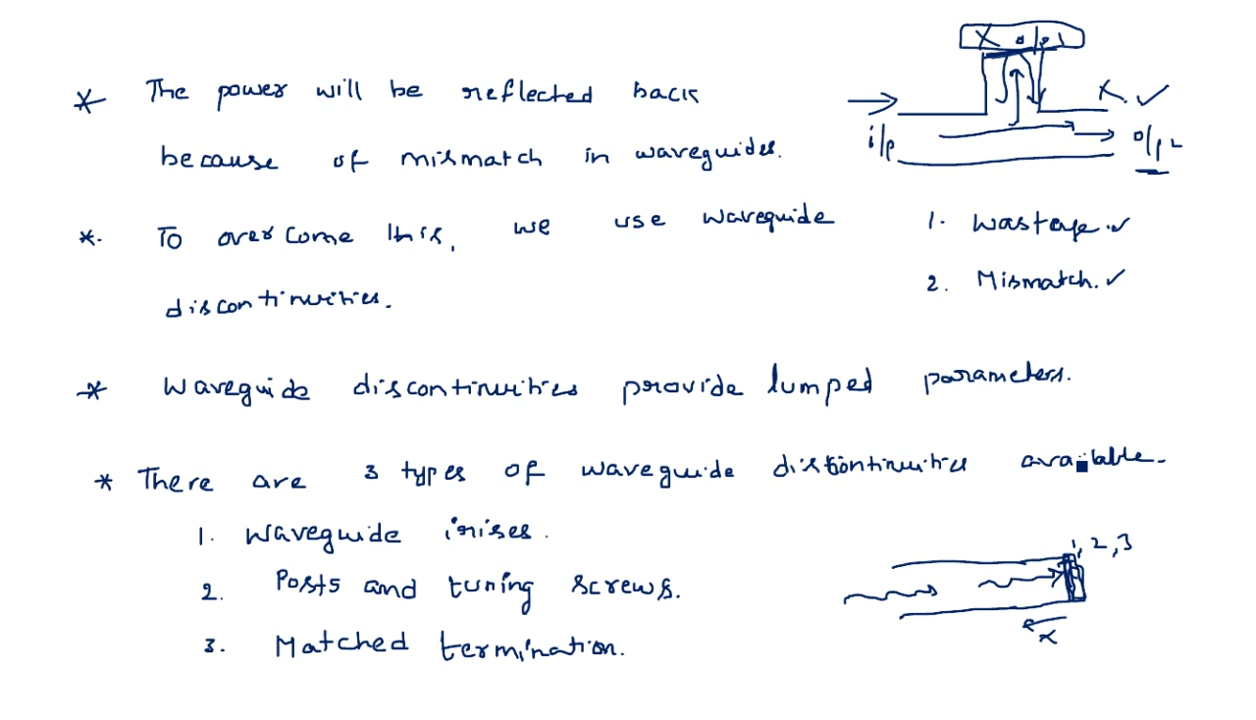 * The power will be reflected back
because of mismatch in waveguides.
X o/p1
i/p
X. ✓
o/p2
*. To overcome this, we use waveguide
discontinuities.
1. Wastage. ✓
2. Mismatch. ✓
* Waveguide discontinuities provide lumped parameters.
* There are 3 types of waveguide discontinuities available.
1. Waveguide irises.
2. Posts and tuning screws.
3. Matched termination.
1, 2, 3
X